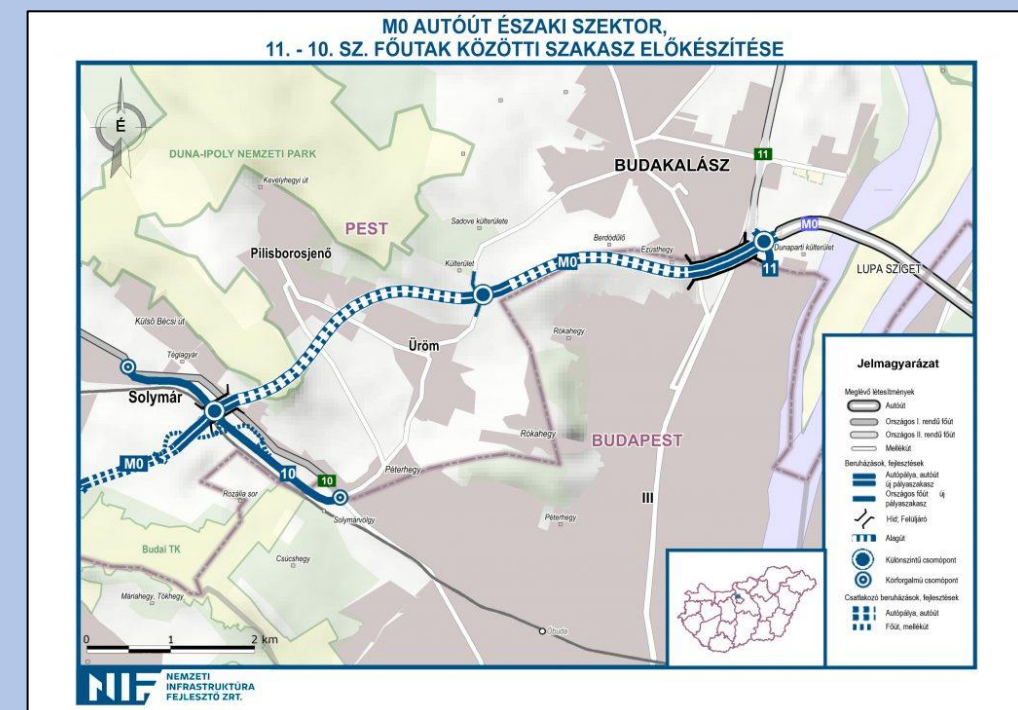 M0 AUTÓÚT ÉSZAKI SZEKTOR,
11. - 10. SZ. FŐUTAK KÖZÖTTI SZAKASZ ELŐKÉSZÍTÉSE
É
DUNA-IPOLY NEMZETI PARK
Kevélyhegyi út
PEST
Pilisborosjenő
Sadove külterülete
Külterület
BUDAKALÁSZ
11
Berdódűlő
Ezüsthegy
M0
M0
Dunaparti külterület
11
LUPA SZIGET
Külső Bécsi út
Téglagyár
Solymár
Üröm
Rókahegy
Rókahegy
BUDAPEST
M0
10
10
Péterhegy
Rozália sor
Solymárvölgy
Péterhegy
III
Budai TK
Csúcshegy
Máriahegy, Tökhegy
Óbuda
0 1 2 km
Jelmagyarázat
Meglévő létesítmények
Autóút
Országos I. rendű főút
Országos II. rendű főút
Mellékút
Beruházások, fejlesztések
Autópálya, autóút
új pályaszakasz
Országos főút új
pályaszakasz
Híd; Felüljáró
Alagút
Különszintű csomópont
Körforgalmú csomópont
Csatlakozó beruházások, fejlesztések
Autópálya, autóút
Főút, mellékút
NIF NEMZETI
INFRASTRUKTÚRA
FEJLESZTŐ ZRT.